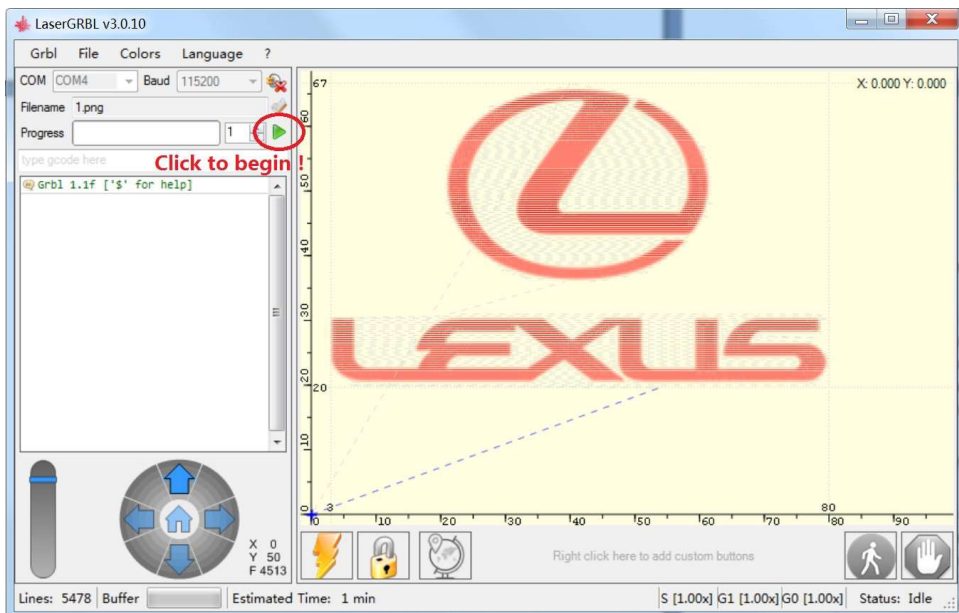 LaserGRBL v3.0.10
Grbl File Colors Language ?
COM COM4 Baud 115200
Filename 1.png
Progress 1
type gcode here
Click to begin !!
Grbl 1.1f ['$' for help]
67
X: 0.000 Y: 0.000
60
50
40
30
20
20
10
0
3
80
0 10 20 30 40 50 60 70 80 90
LEXUS
X 0
Y 50
F 4513
Right click here to add custom buttons
Lines: 5478 Buffer Estimated Time: 1 min S [1.00x] G1 [1.00x] G0 [1.00x] Status: Idle